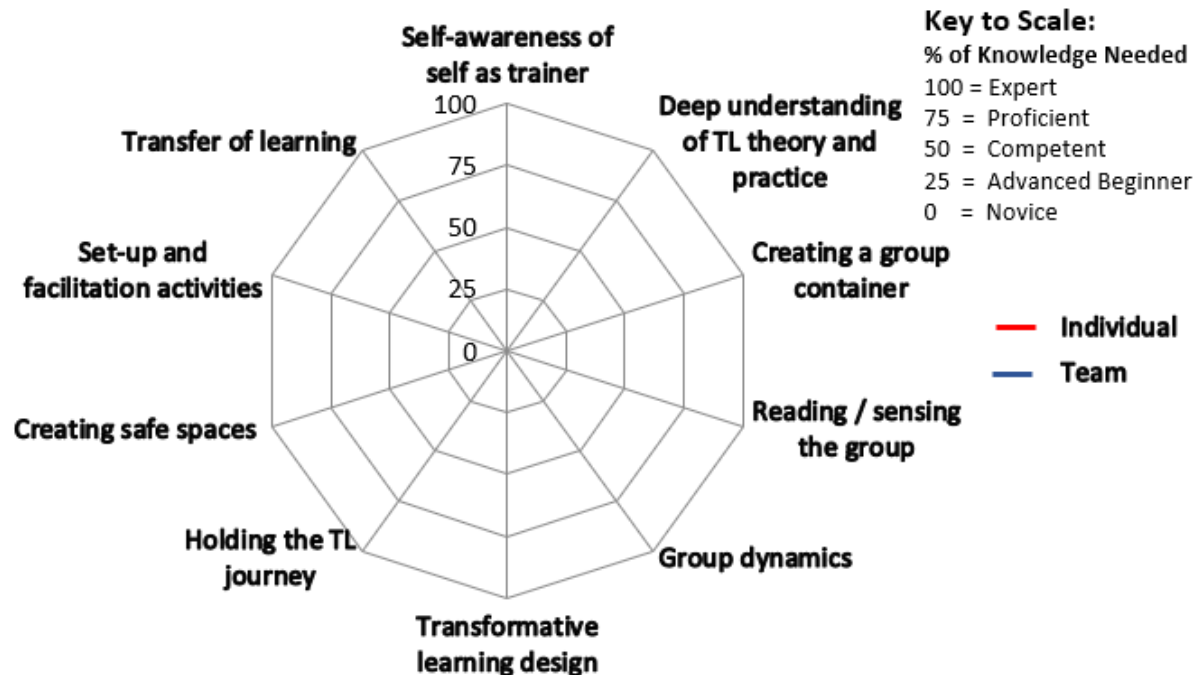 Self-awareness of
self as trainer
Deep understanding
of TL theory and
practice
Creating a group
container
Reading / sensing
the group
Group dynamics
Transformative
learning design
Holding the TL
journey
Creating safe spaces
Set-up and
facilitation activities
Transfer of learning
100
75
50
25
0
Key to Scale:
% of Knowledge Needed
100 = Expert
75 = Proficient
50 = Competent
25 = Advanced Beginner
0 = Novice
Individual
Team